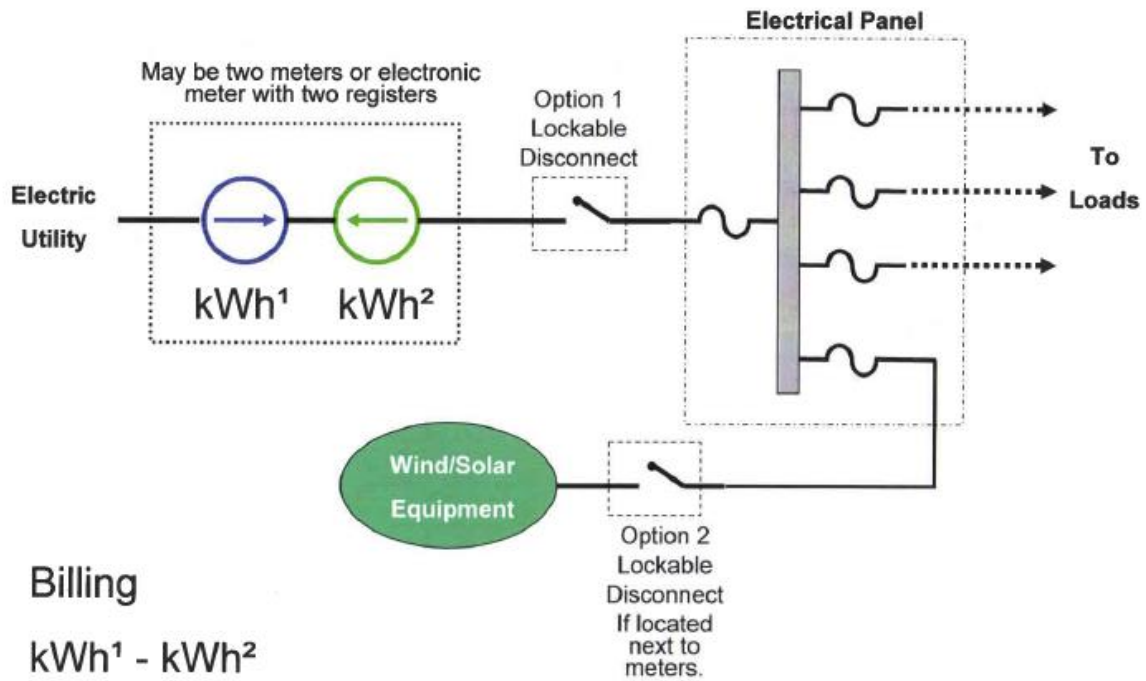 Electrical Panel
May be two meters or electronic
meter with two registers
Option 1
Lockable
Disconnect
Electric
Utility
To
Loads
kWh¹
kWh²
Wind/Solar
Equipment
Option 2
Lockable
Disconnect
If located
next to
meters.
Billing
kWh¹ - kWh²